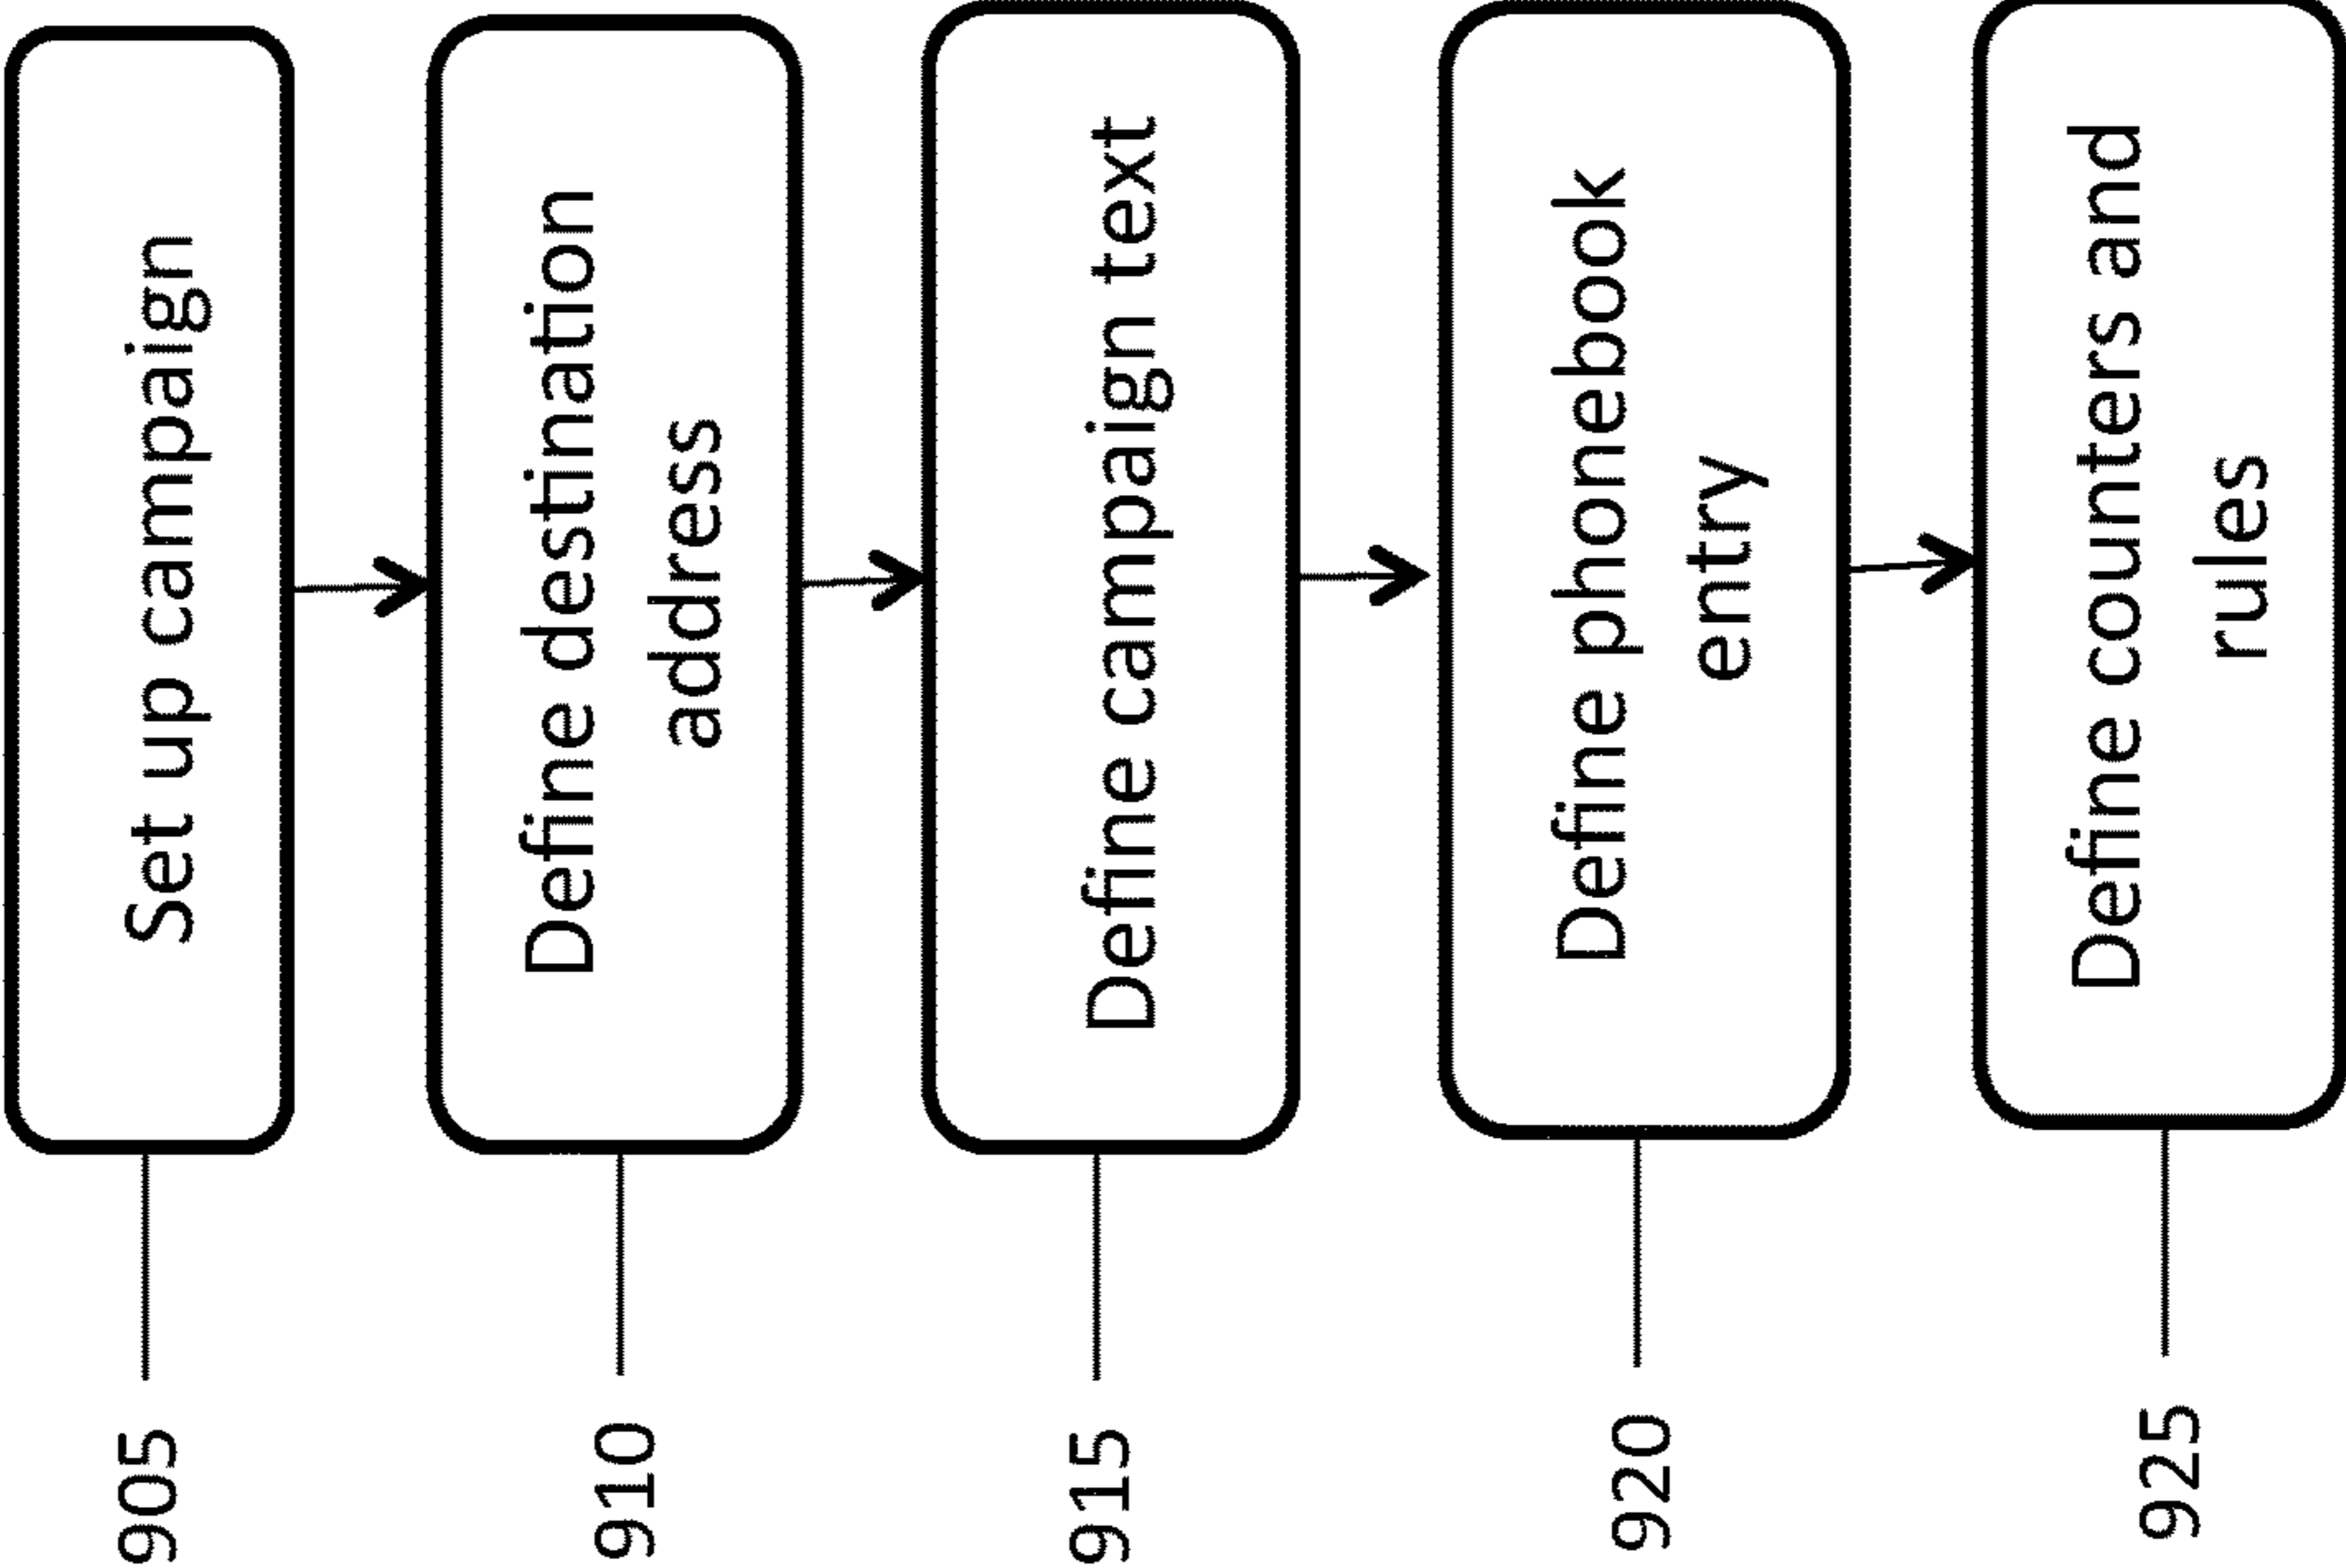 905
Set up campaign
910
Define destination
address
915
Define campaign text
920
Define phonebook
entry
925
Define counters and
rules